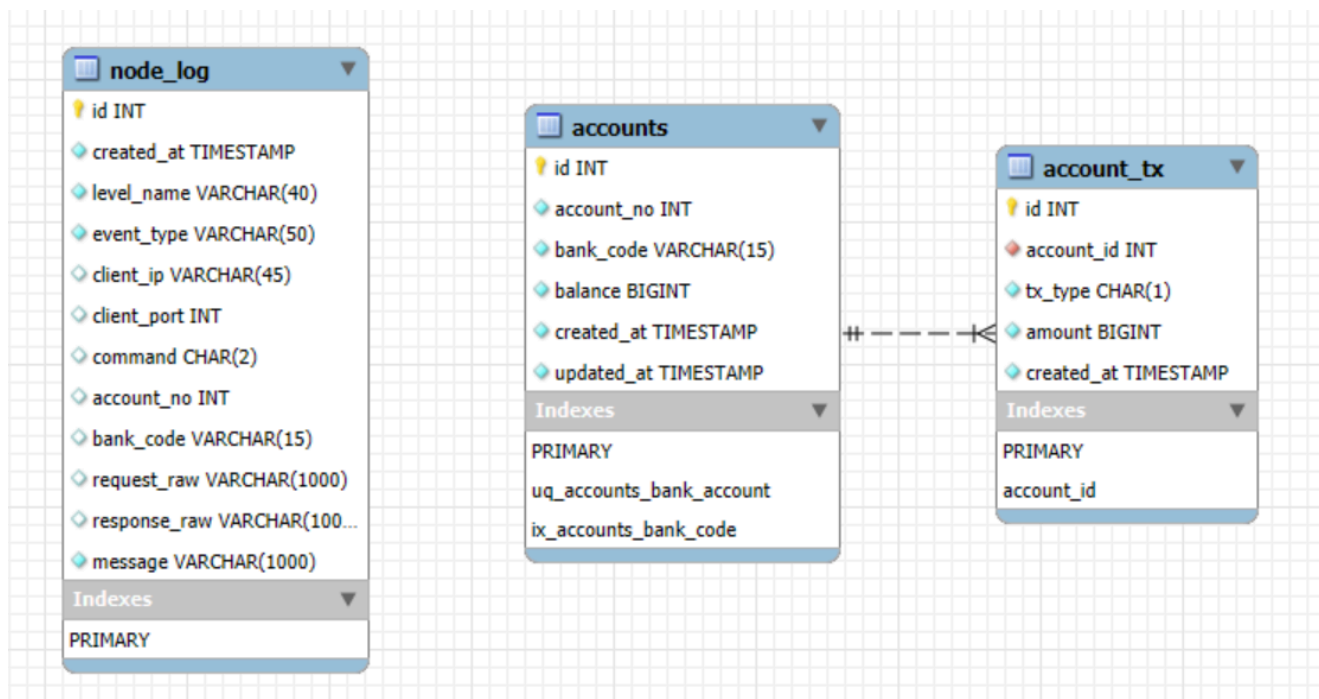 node_log
id INT
created_at TIMESTAMP
level_name VARCHAR(40)
event_type VARCHAR(50)
client_ip VARCHAR(45)
client_port INT
command CHAR(2)
account_no INT
bank_code VARCHAR(15)
request_raw VARCHAR(1000)
response_raw VARCHAR(100...
message VARCHAR(1000)
Indexes
PRIMARY
accounts
id INT
account_no INT
bank_code VARCHAR(15)
balance BIGINT
created_at TIMESTAMP
updated_at TIMESTAMP
Indexes
PRIMARY
uq_accounts_bank_account
ix_accounts_bank_code
account_tx
id INT
account_id INT
tx_type CHAR(1)
amount BIGINT
created_at TIMESTAMP
Indexes
PRIMARY
account_id